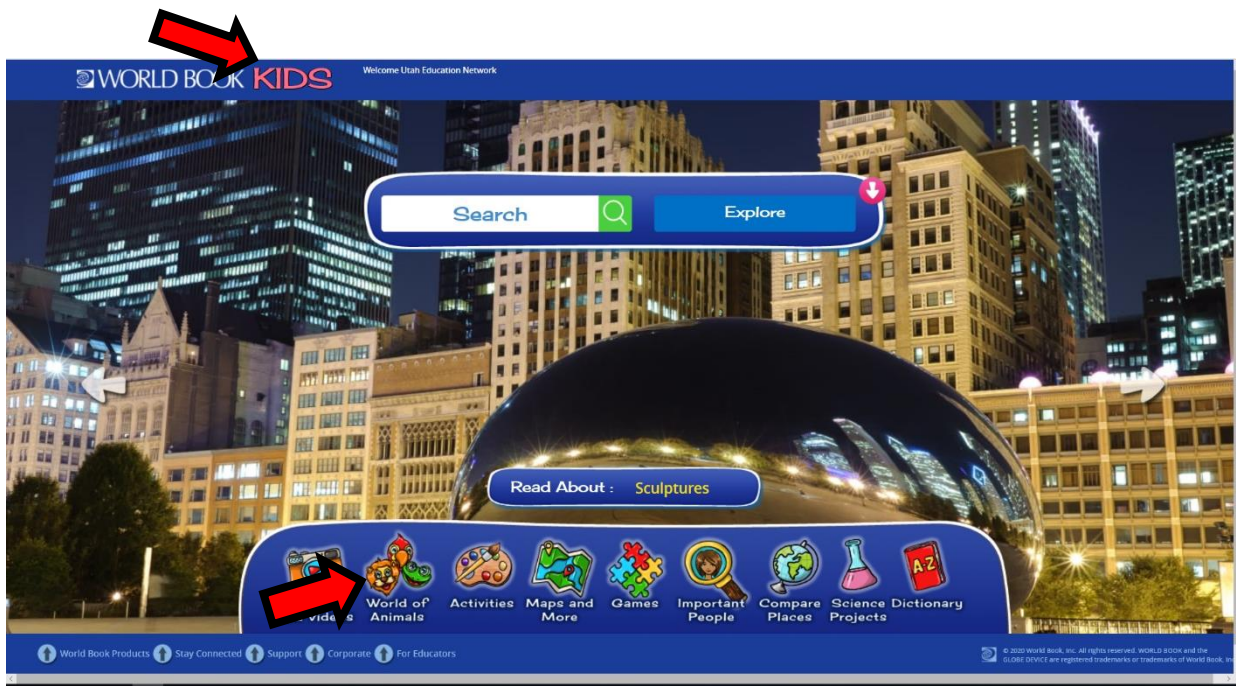 WORLD BOOK KIDS
Welcome Utah Education Network
Search
Explore
Read About : Sculptures
Videos
World of
Animals
Activities
Maps and
More
Games
Important
People
Compare
Places
Science
Projects
A-Z
Dictionary
World Book Products
Stay Connected
Support
Corporate
For Educators
© 2020 World Book, Inc. All rights reserved. WORLD BOOK and the
GLOBE DEVICE are registered trademarks or trademarks of World Book,